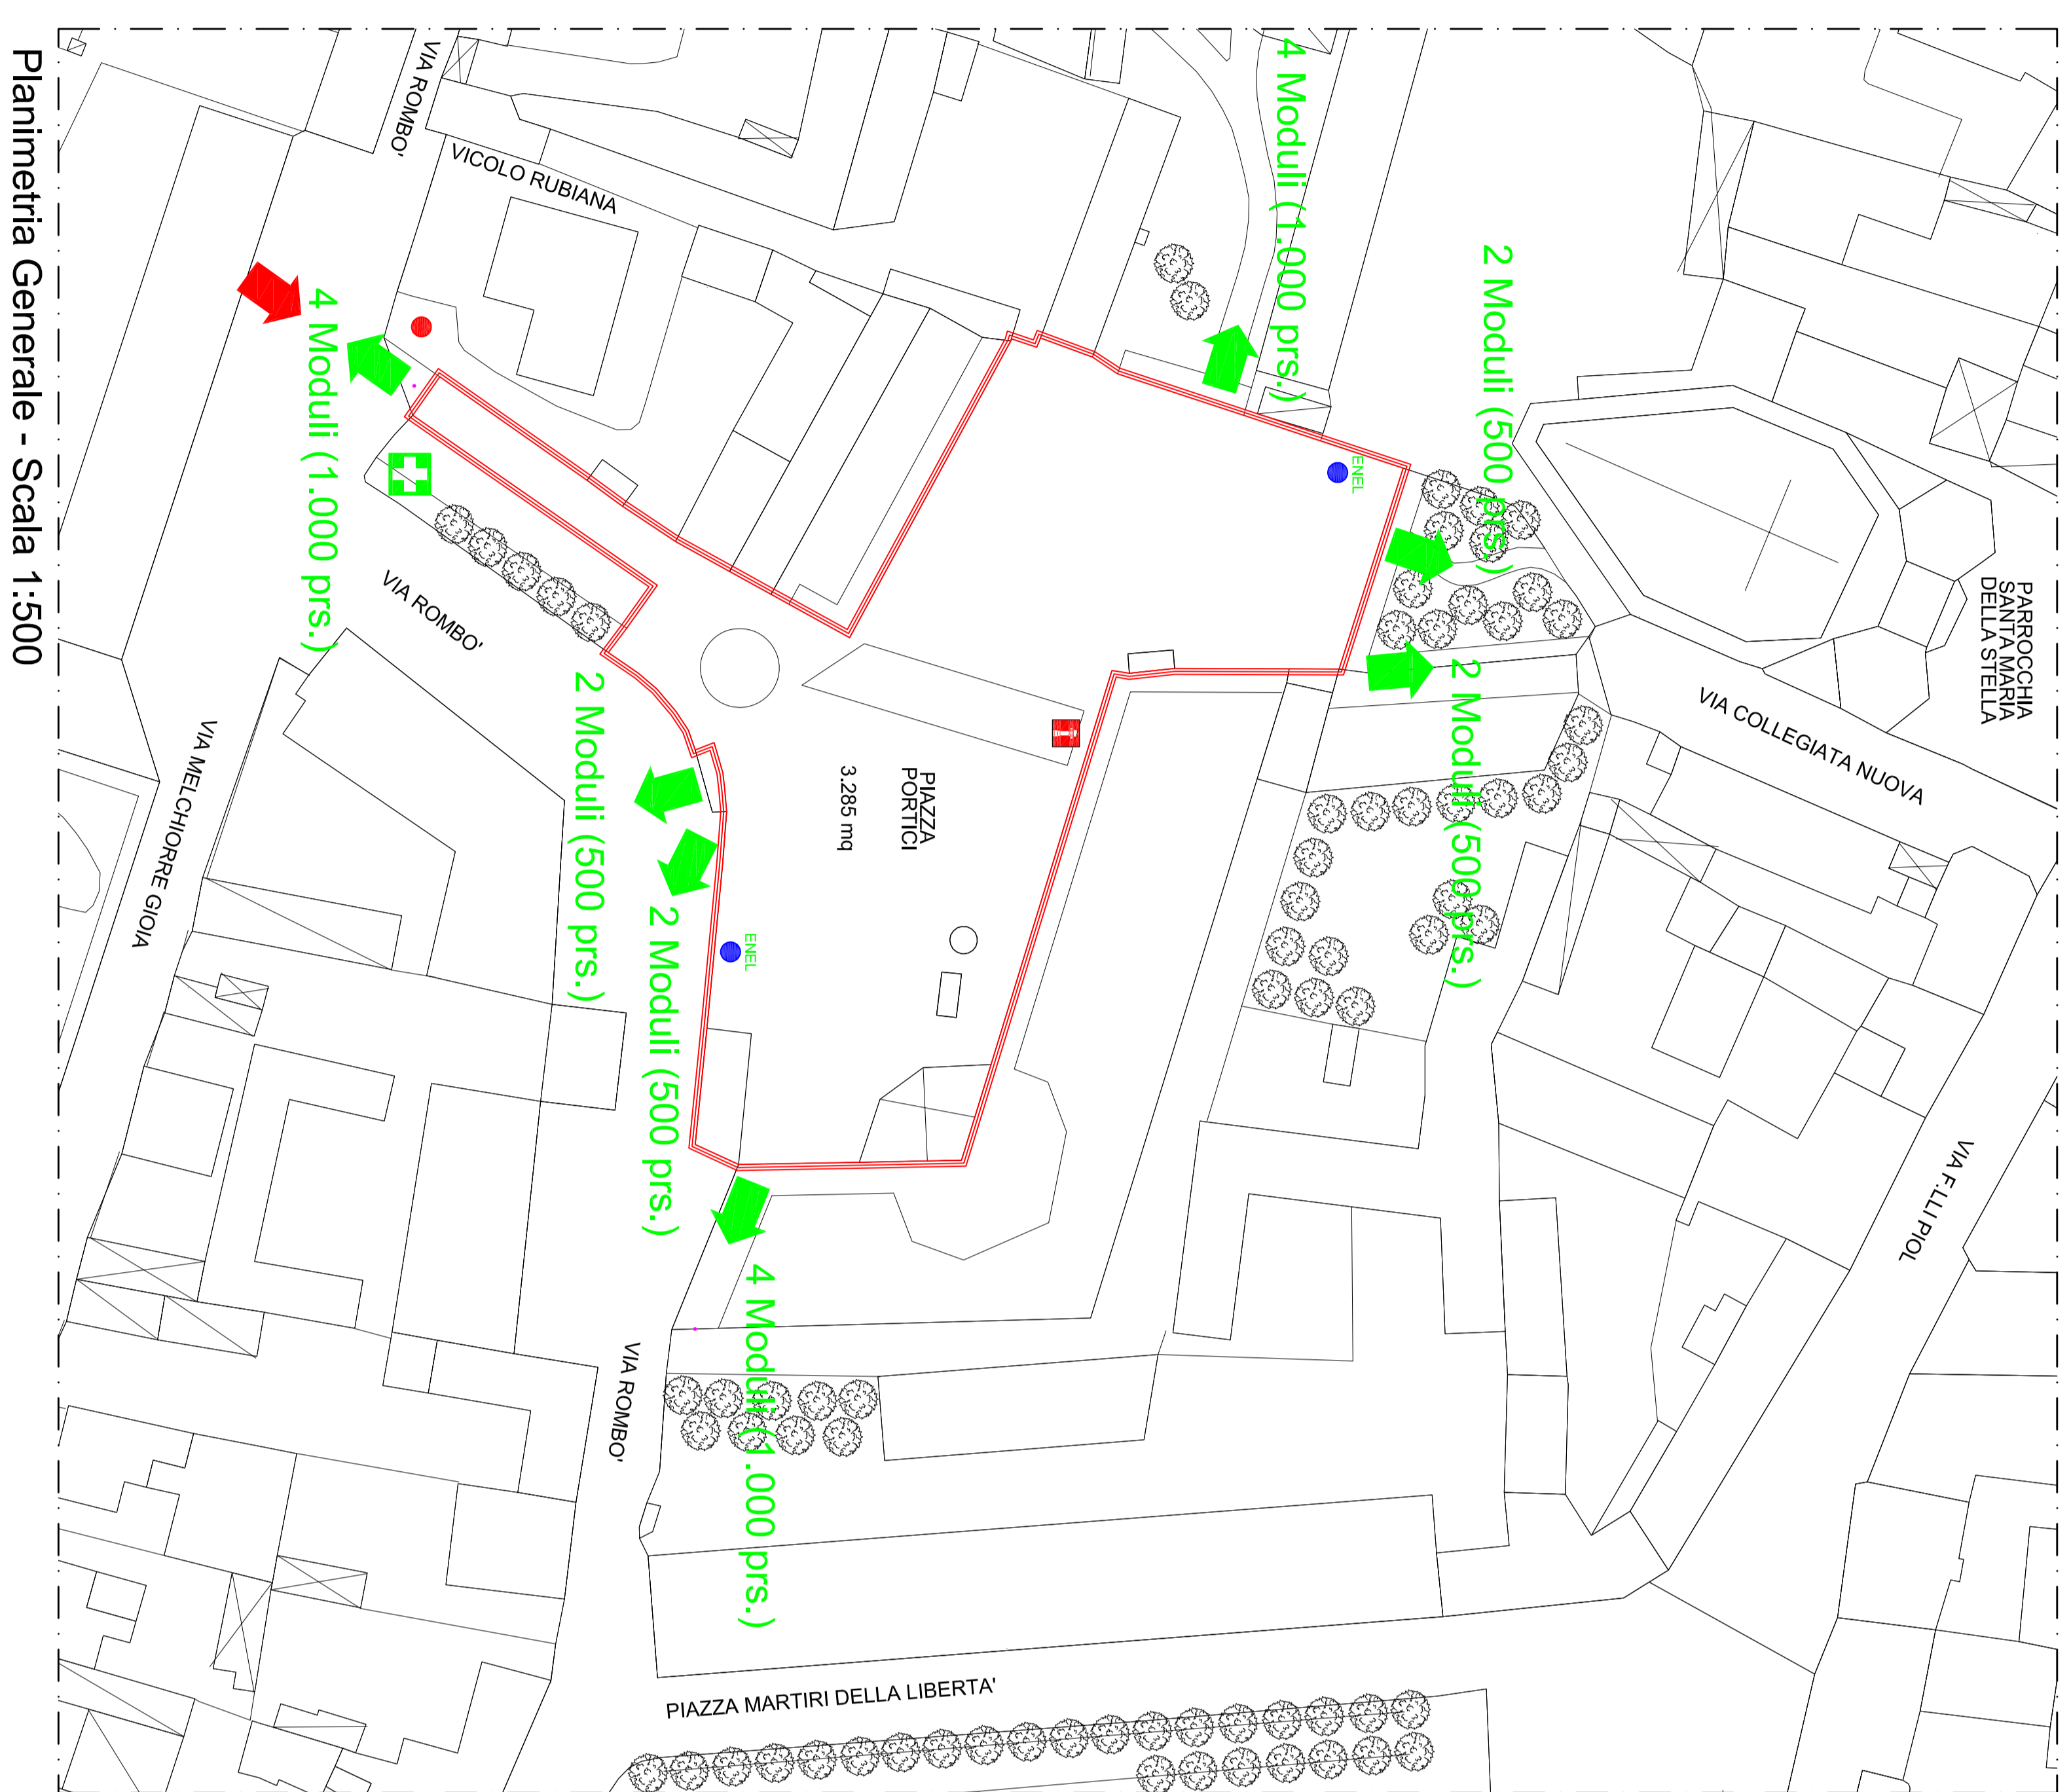 Planimetria Generale - Scala 1:500
VIA ROMBO'
VICOLO RUBIANA
4 Moduli (1.000 prs.)
2 Moduli (500 prs.)
4 Moduli (1.000 prs.)
ENEL
PARROCCHIA
SANTA MARIA
DELLA STELLA
VIA ROMBO'
2 Moduli (500 prs.)
2 Moduli (500 prs.)
VIA COLLEGIATA NUOVA
VIA MELCHIORRE GIOIA
PIAZZA
PORTICI
3.285 mq
ENEL
2 Moduli (500 prs.)
VIA F.LLI PIOL
4 Moduli (1.000 prs.)
VIA ROMBO'
PIAZZA MARTIRI DELLA LIBERTA'